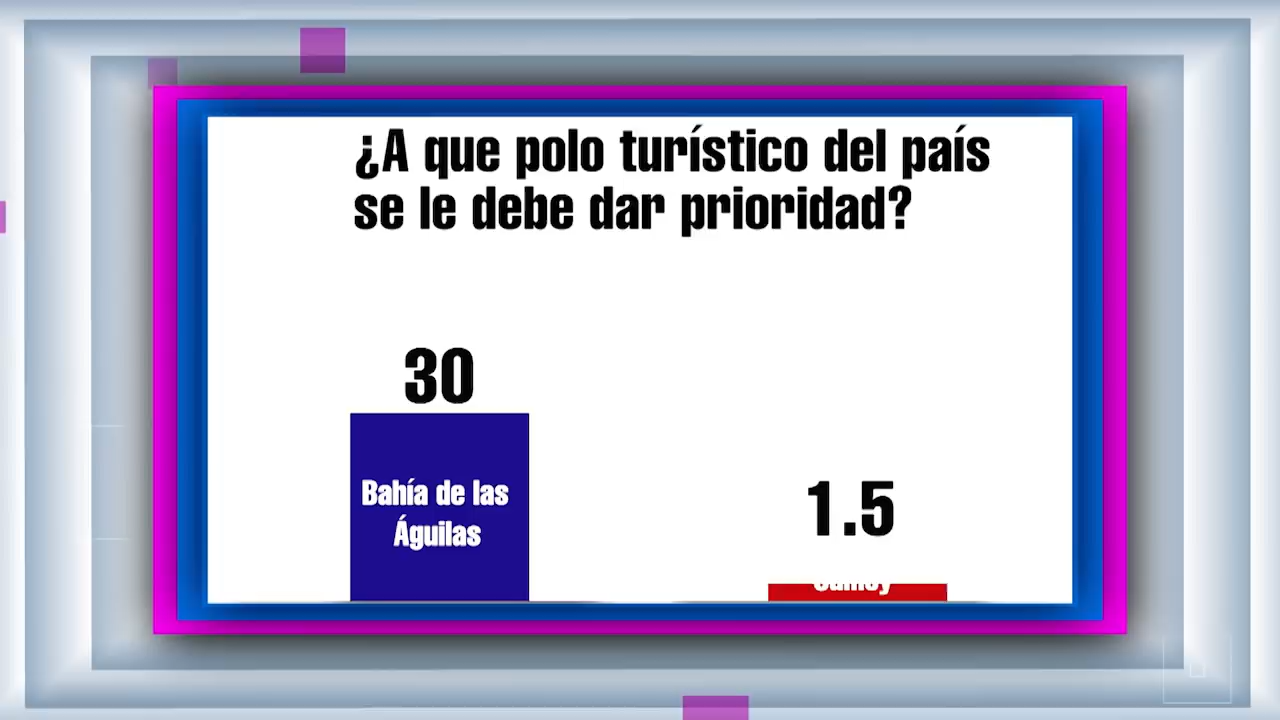 ¿A que polo turístico del país
se le debe dar prioridad?
30
Bahía de las
Águilas
1.5